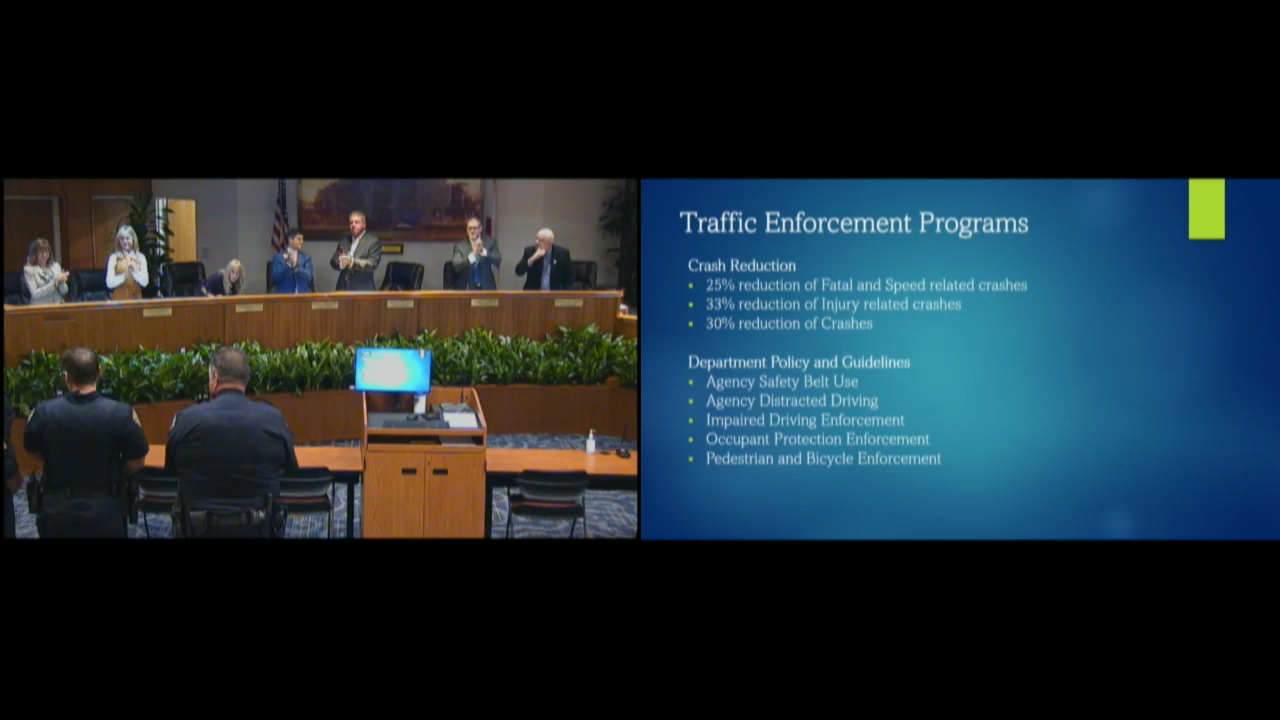 Traffic Enforcement Programs
Crash Reduction
25% reduction of Fatal and Speed related crashes
33% reduction of Injury related crashes
30% reduction of Crashes
Department Policy and Guidelines
Agency Safety Belt Use
Agency Distracted Driving
Impaired Driving Enforcement
Occupant Protection Enforcement
Pedestrian and Bicycle Enforcement